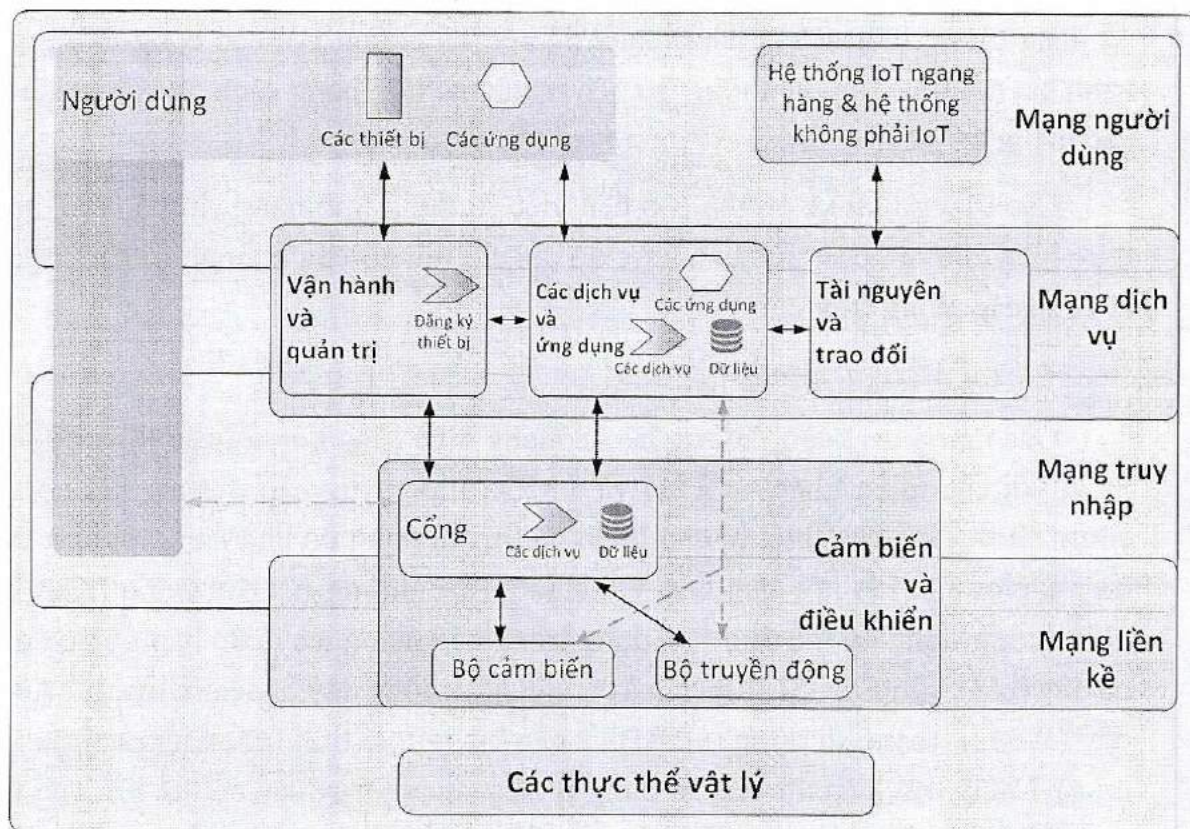 Người dùng
Các thiết bị
Các ứng dụng
Hệ thống IoT ngang
hàng & hệ thống
không phải IoT
Mạng người
dùng
Vận hành
và
quản trị
Đăng ký
thiết bị
Các dịch vụ
và
ứng dụng
Các ứng dụng
Các dịch vụ
Dữ liệu
Tài nguyên
và
trao đổi
Mạng dịch
vụ
Mạng truy
nhập
Cổng
Các dịch vụ
Dữ liệu
Cảm biến
và
điều khiển
Bộ cảm biến
Bộ truyền động
Mạng liền
kề
Các thực thể vật lý